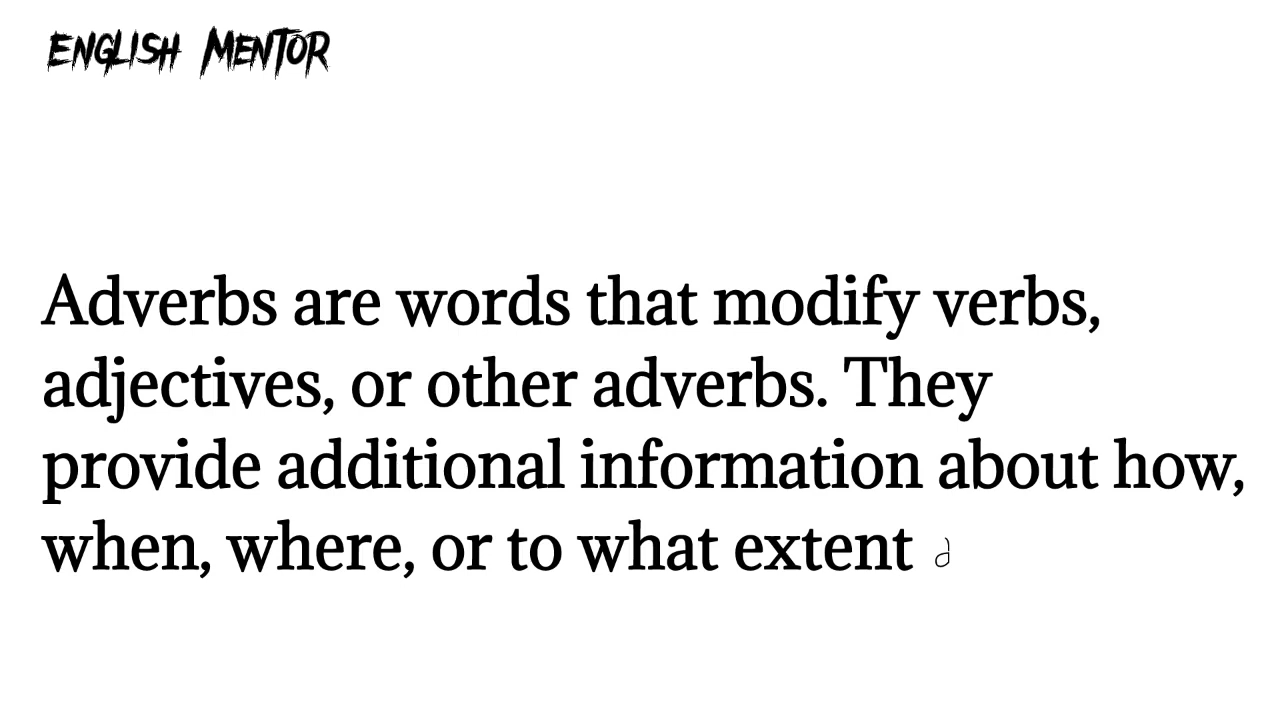 English Mentor
Adverbs are words that modify verbs,
adjectives, or other adverbs. They
provide additional information about how,
when, where, or to what extent